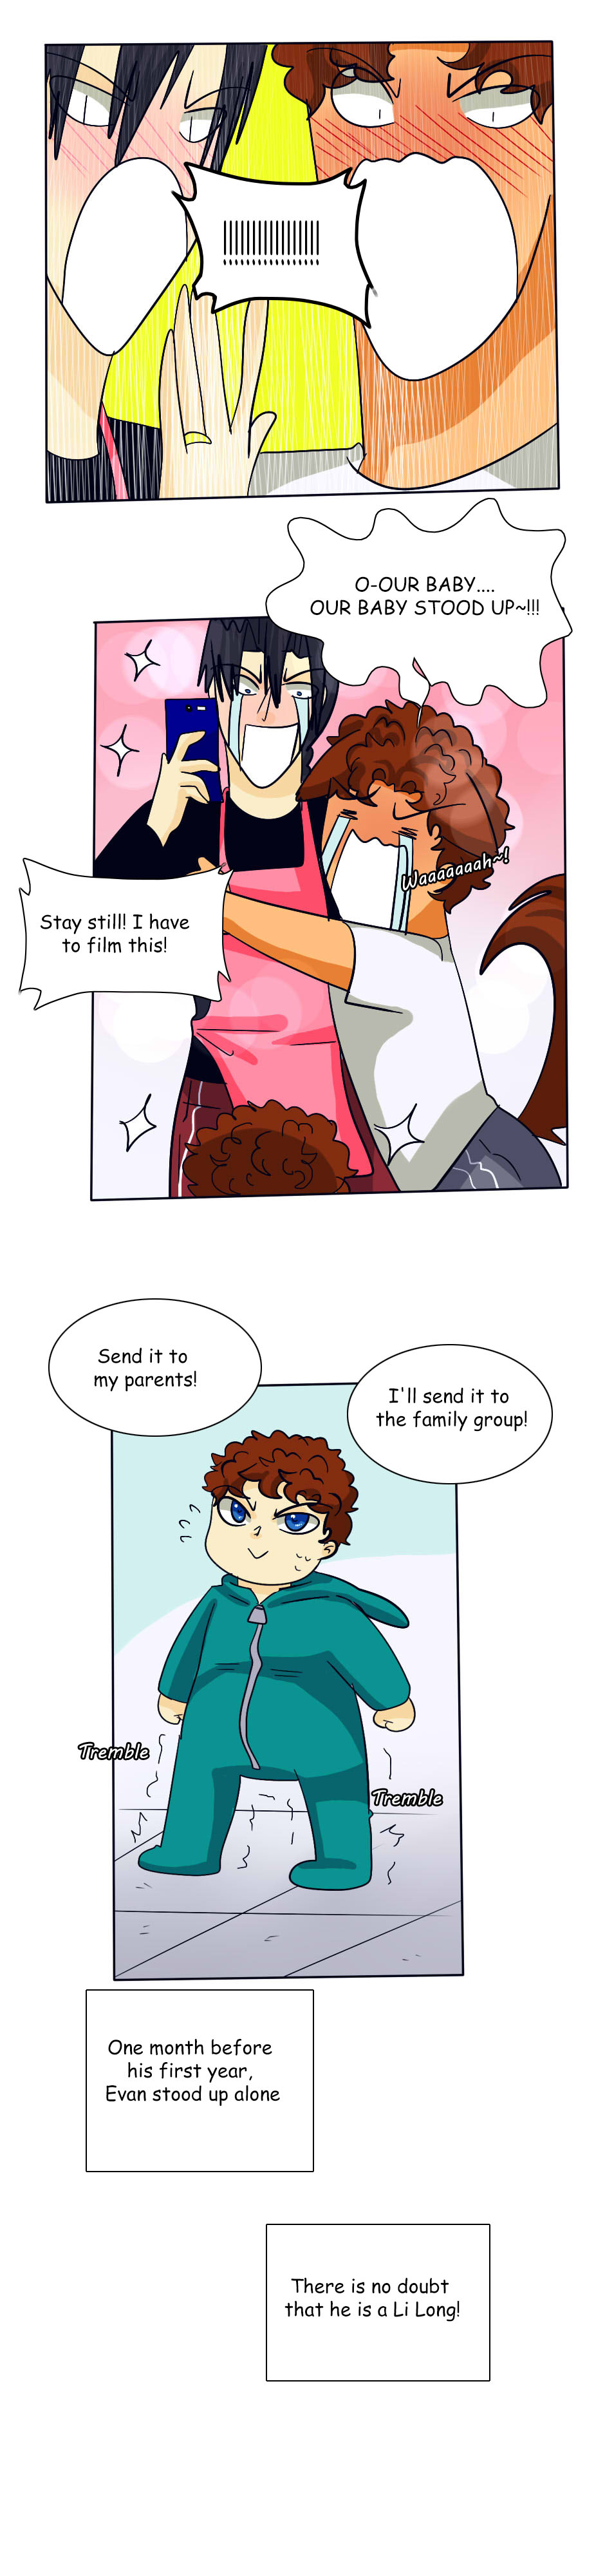 !!!!!!!!!!!!!!!!!
O-OUR BABY....
OUR BABY STOOD UP~!!!
Waaaaaaah~!
Stay still! I have
to film this!
Send it to
my parents!
I'll send it to
the family group!
Tremble
Tremble
One month before
his first year,
Evan stood up alone
There is no doubt
that he is a Li Long!